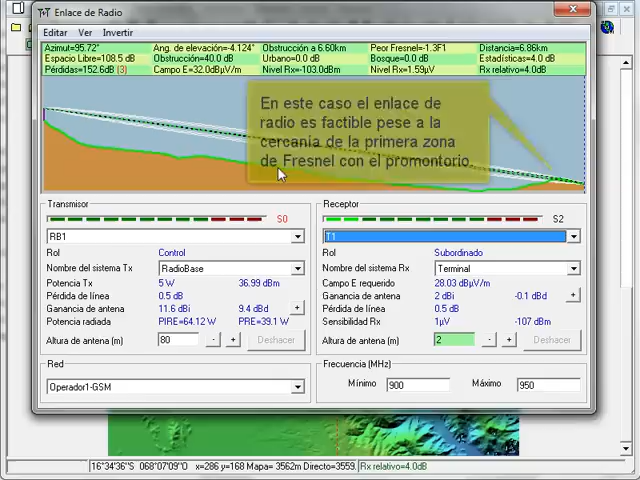 Enlace de Radio
Editar Ver Invertir
Azimut=95.72° Ang. de elevación=-4.124° Obstrucción a 6.60km Peor Fresnel=-1.3F1 Distancia=6.86km
Espacio Libre=108.5 dB Obstrucción=40.0 dB Urbano=0.0 dB Bosque=0.0 dB Estadísticas=4.0 dB
Pérdidas=152.6dB (3) Campo E=32.0dBµV/m Nivel Rx=-103.0dBm Nivel Rx=1.59µV Rx relativo=4.0dB
En este caso el enlace de
radio es factible pese a la
cercanía de la primera zona
de Fresnel con el promontorio.
Transmisor
S0
RB1
Rol Control
Nombre del sistema Tx RadioBase
Potencia Tx 5 W 36.99 dBm
Pérdida de línea 0.5 dB
Ganancia de antena 11.6 dBi 9.4 dBd +
Potencia radiada PIRE=64.12 W PRE=39.1 W
Altura de antena (m) 80 - + Deshacer
Receptor
S2
T1
Rol Subordinado
Nombre del sistema Rx Terminal
Campo E requerido 28.03 dBµV/m
Ganancia de antena 2 dBi -0.1 dBd +
Pérdida de línea 0.5 dB
Sensibilidad Rx 1µV -107 dBm
Altura de antena (m) 2 - + Deshacer
Red
Operador1-GSM
Frecuencia (MHz)
Mínimo 900 Máximo 950
16°34'36"S 068°07'09"O x=286 y=168 Mapa= 3562m Directo=3559. Rx relativo=4.0dB